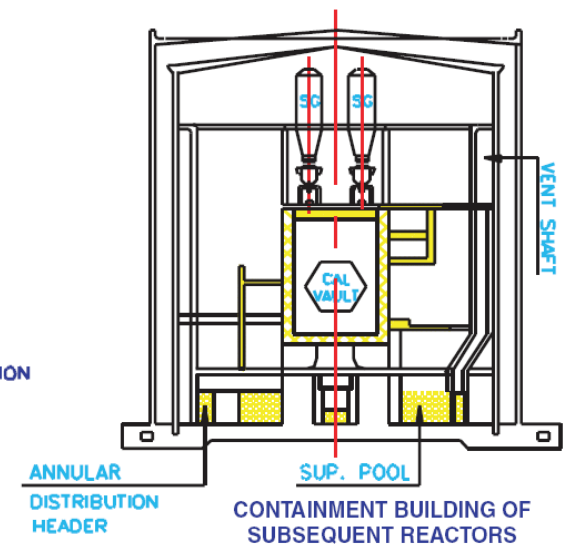 SG SG
VENT SHAFT
CAL
VAULT
ION
ANNULAR
DISTRIBUTION
HEADER
SUP. POOL
CONTAINMENT BUILDING OF
SUBSEQUENT REACTORS